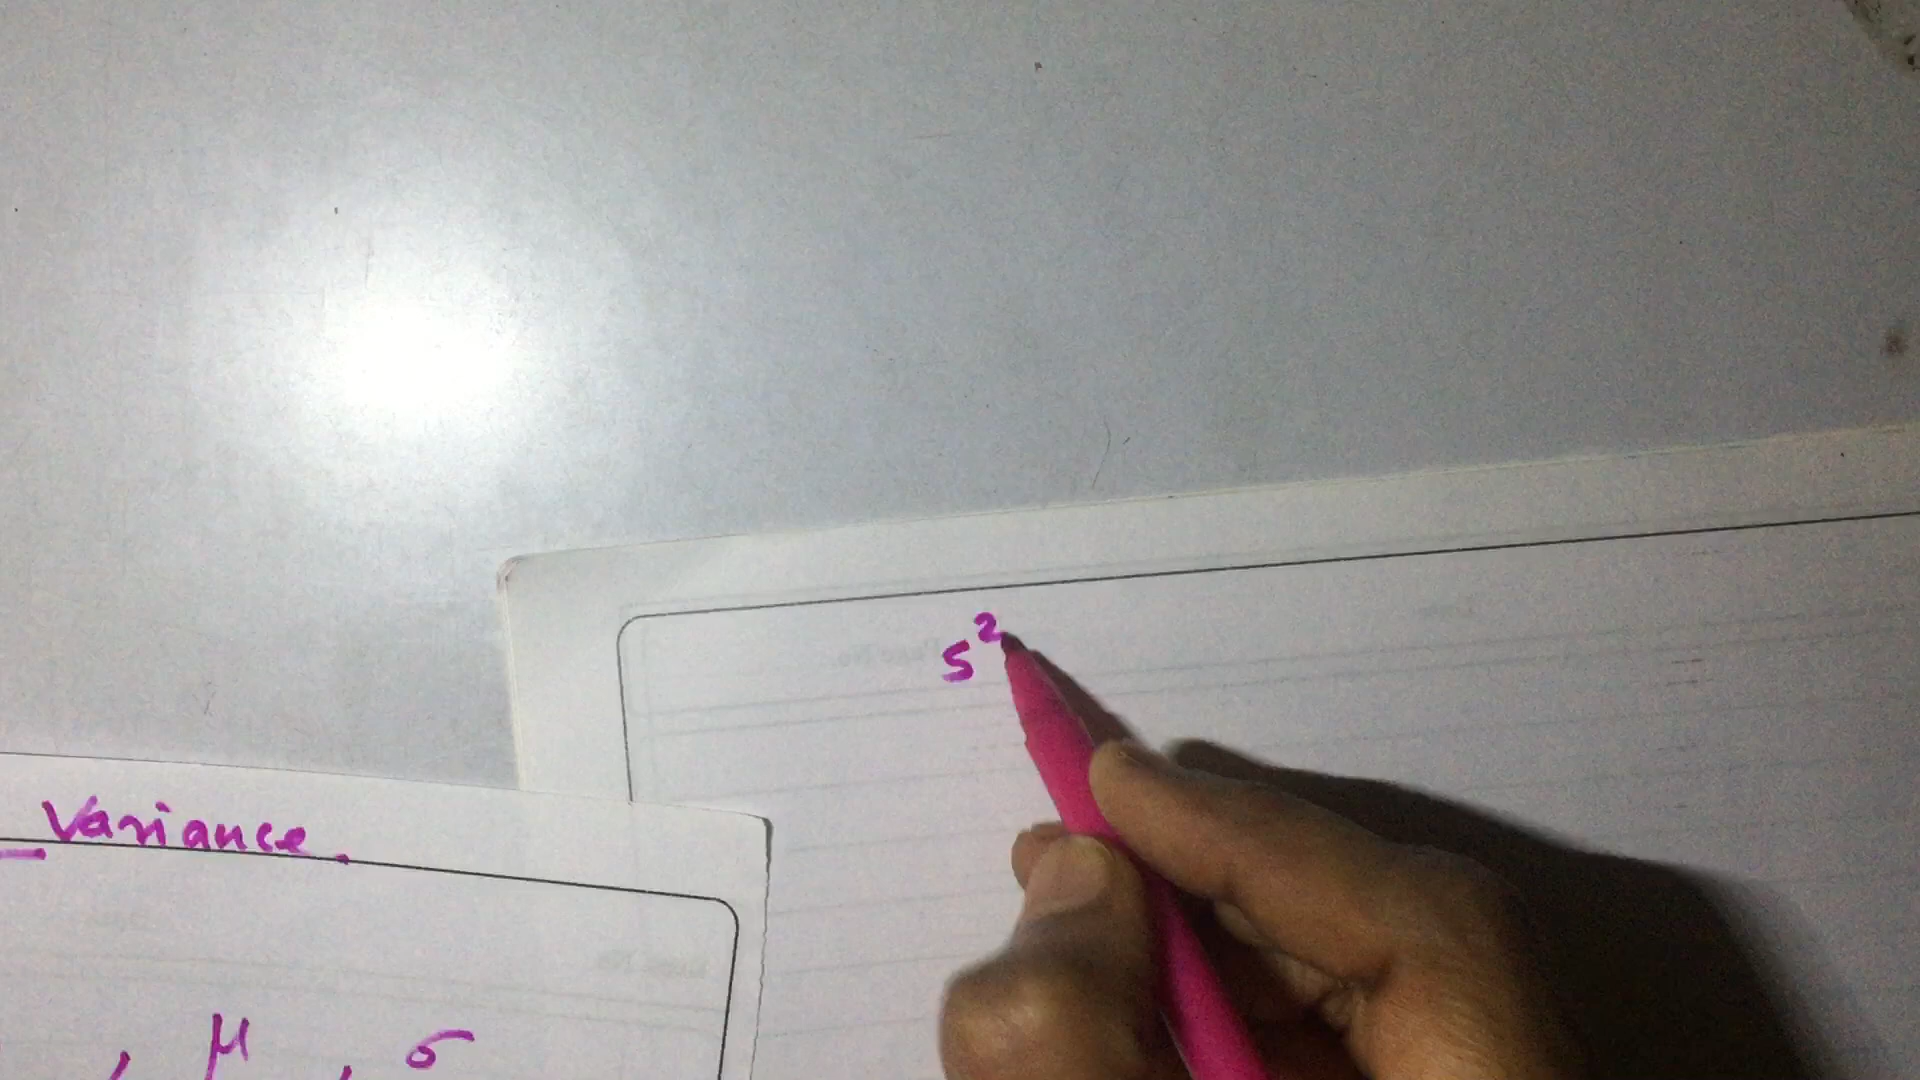 s²
Variance.
, μ , σ